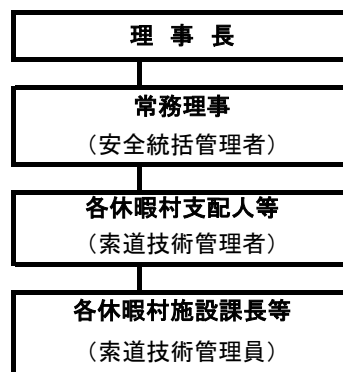 理 事 長
常務理事
（安全統括管理者）
各休暇村支配人等
（索道技術管理者）
各休暇村施設課長等
（索道技術管理員）